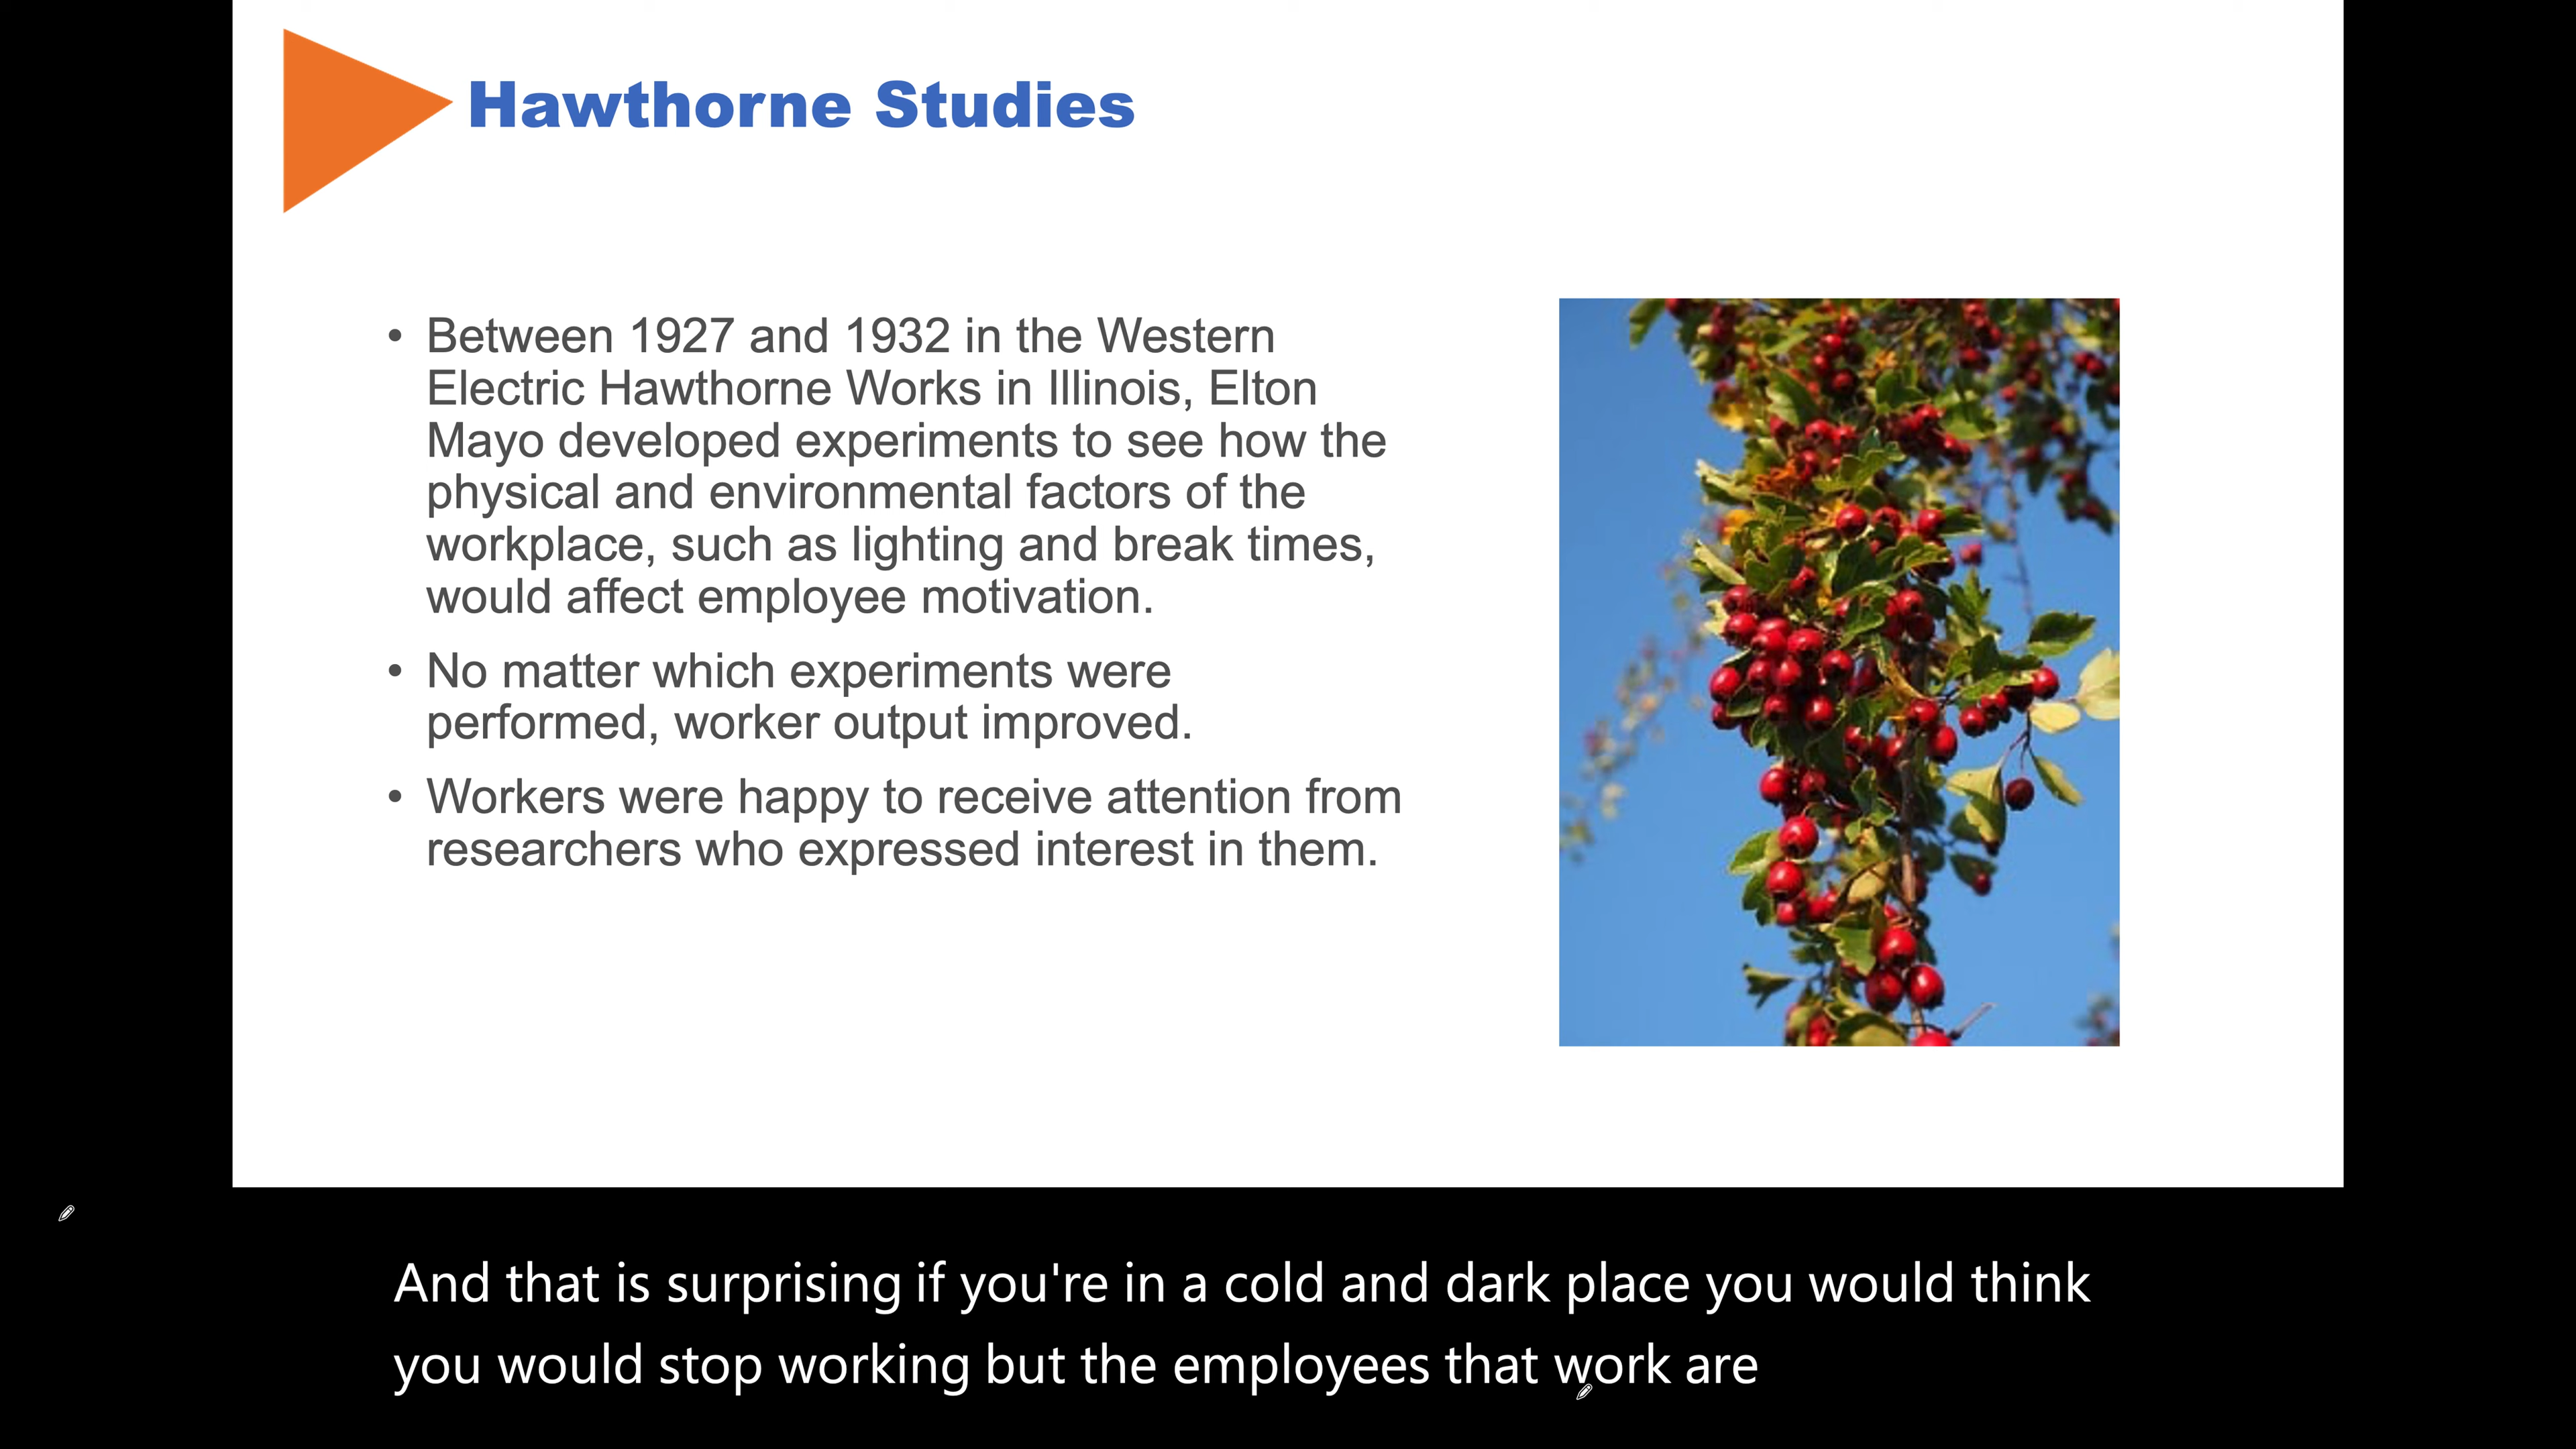 Hawthorne Studies
• Between 1927 and 1932 in the Western
Electric Hawthorne Works in Illinois, Elton
Mayo developed experiments to see how the
physical and environmental factors of the
workplace, such as lighting and break times,
would affect employee motivation.
• No matter which experiments were
performed, worker output improved.
• Workers were happy to receive attention from
researchers who expressed interest in them.
And that is surprising if you're in a cold and dark place you would think
you would stop working but the employees that work are